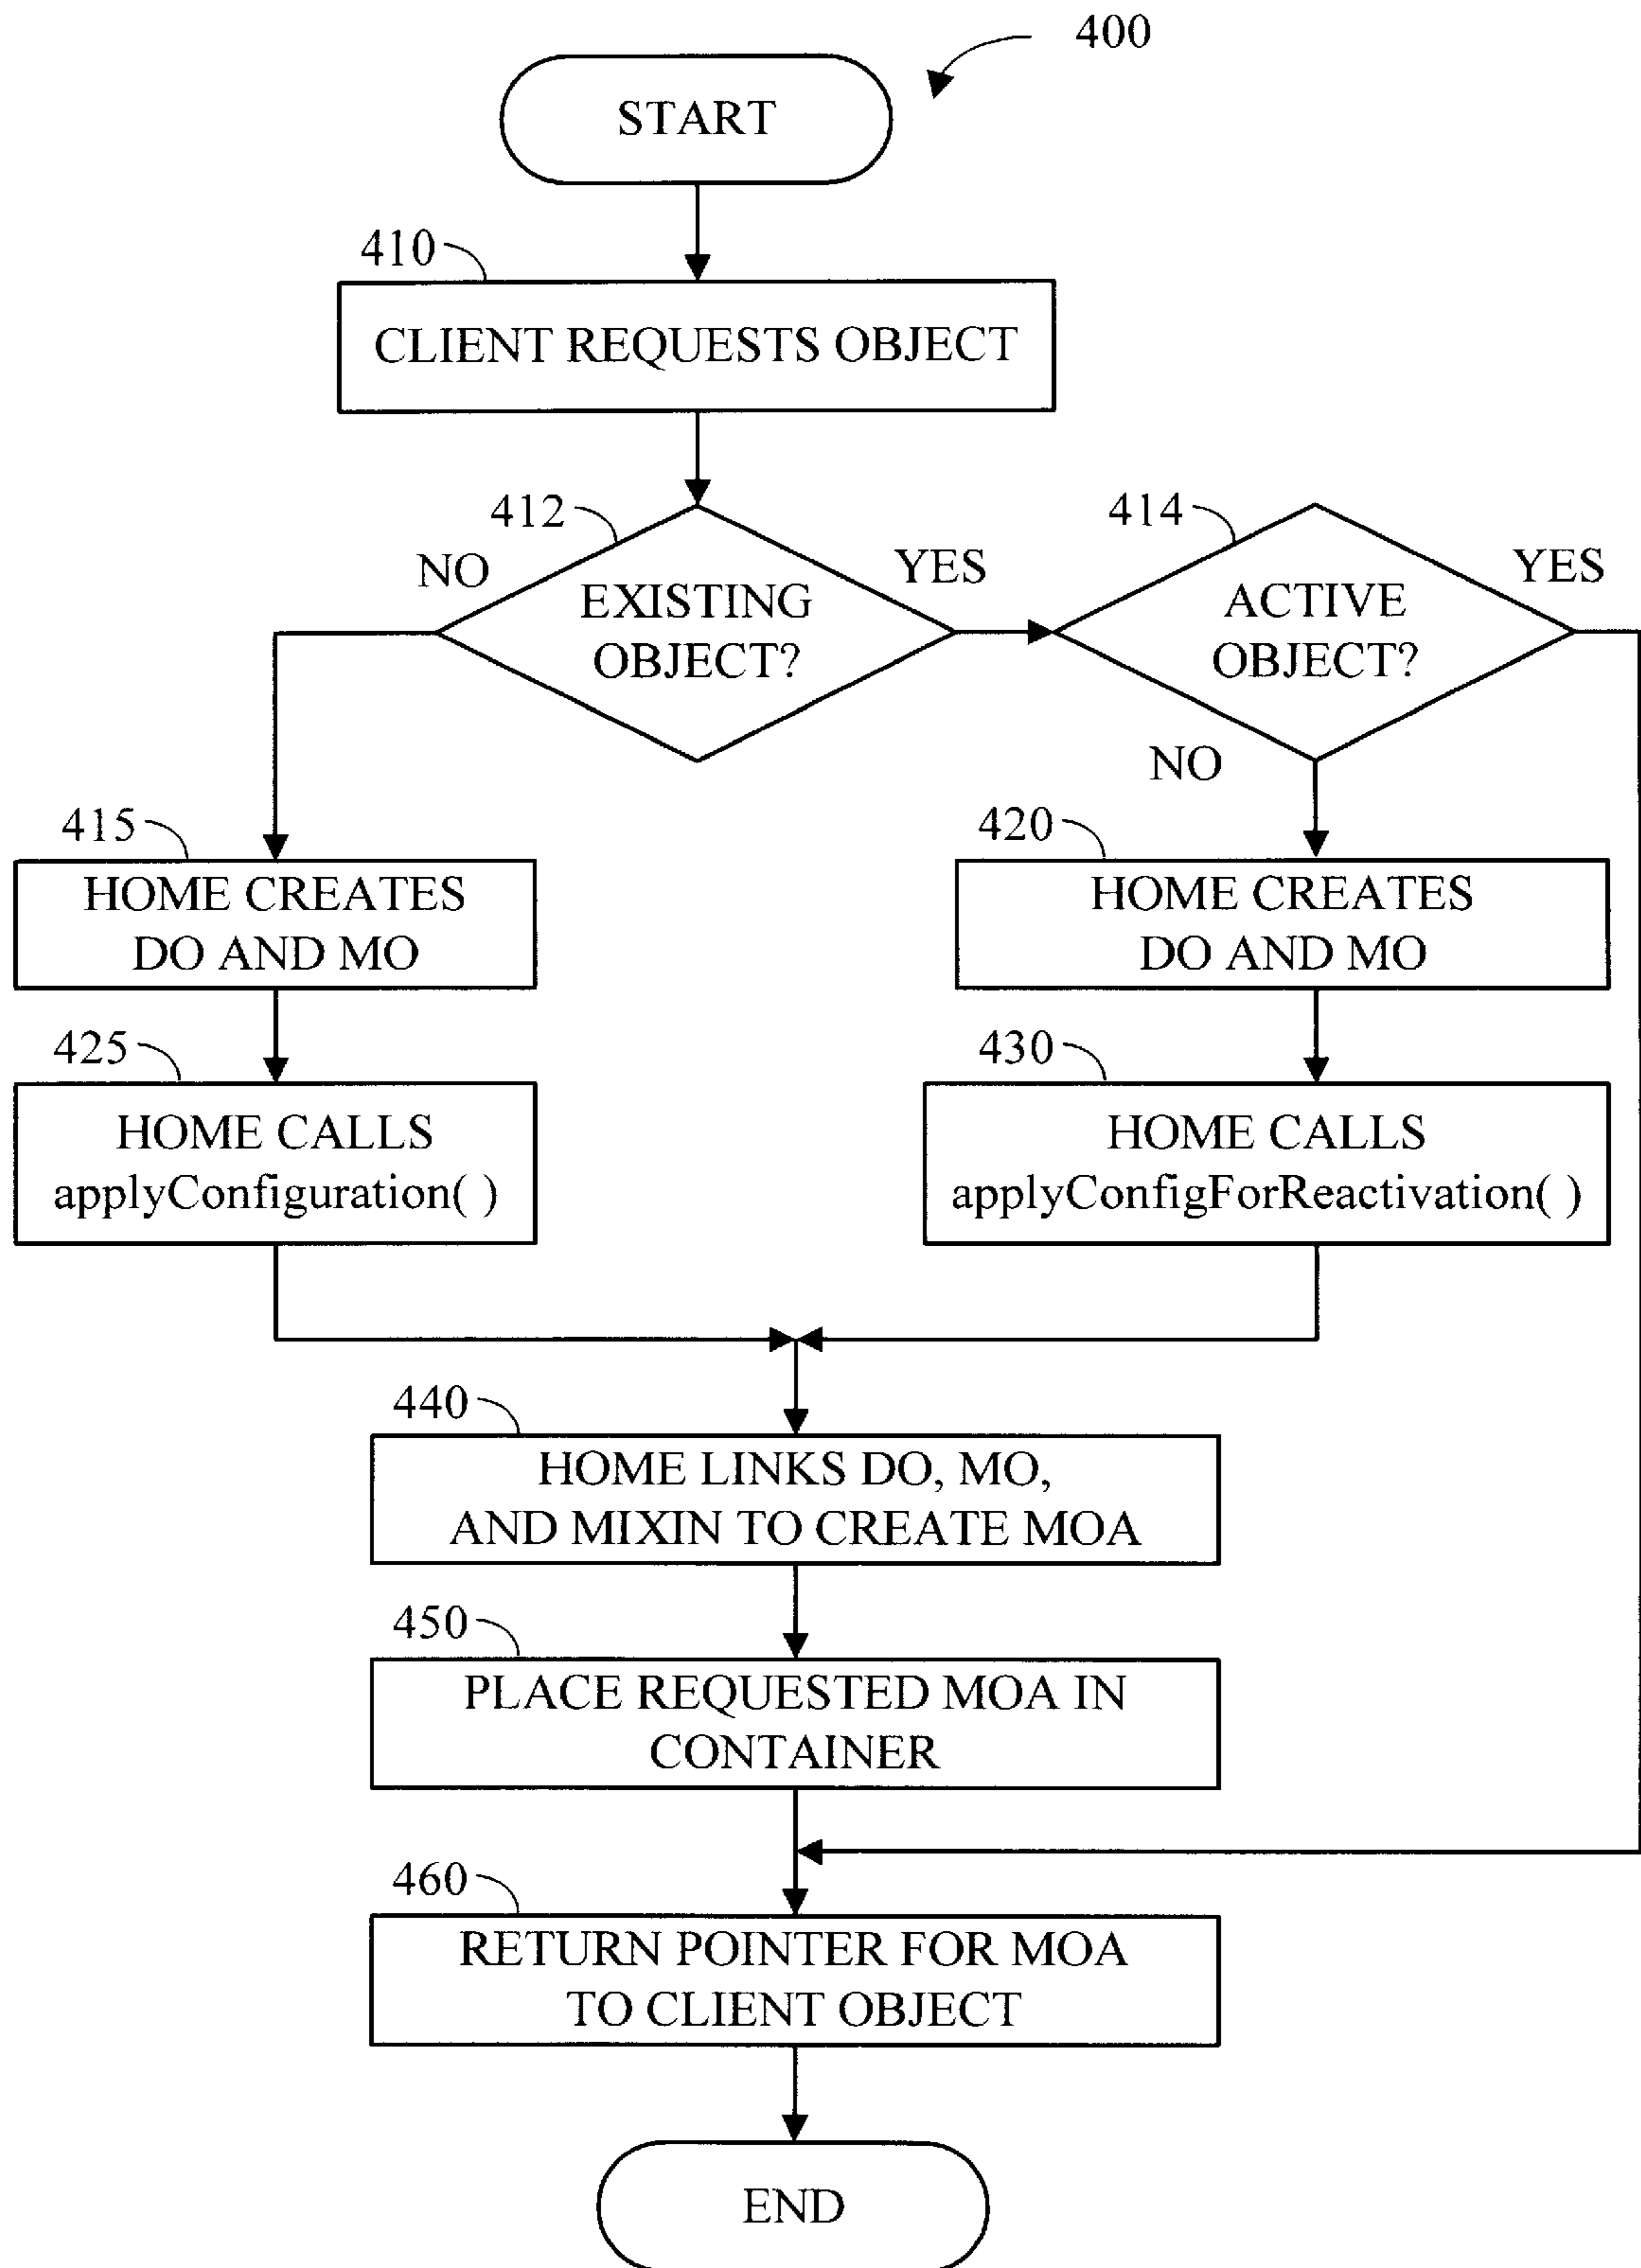 400
START
410
CLIENT REQUESTS OBJECT
412
NO
YES
EXISTING
OBJECT?
414
YES
ACTIVE
OBJECT?
NO
415
HOME CREATES
DO AND MO
420
HOME CREATES
DO AND MO
425
HOME CALLS
applyConfiguration( )
430
HOME CALLS
applyConfigForReactivation( )
440
HOME LINKS DO, MO,
AND MIXIN TO CREATE MOA
450
PLACE REQUESTED MOA IN
CONTAINER
460
RETURN POINTER FOR MOA
TO CLIENT OBJECT
END